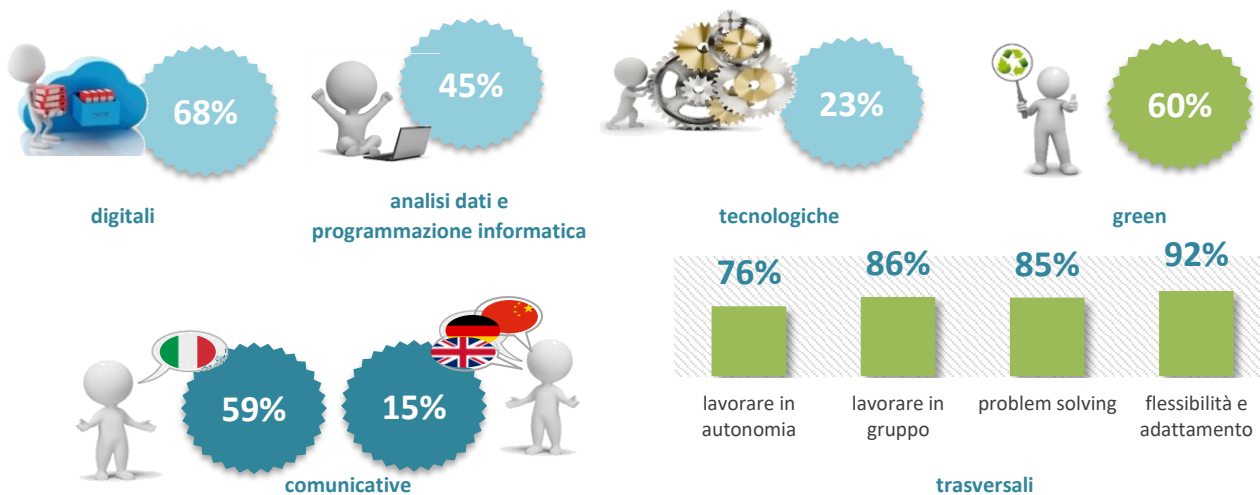 68%
45%
23%
60%
digitali
analisi dati e
programmazione informatica
tecnologiche
green
76%
86%
85%
92%
lavorare in
autonomia
lavorare in
gruppo
problem solving
flessibilità e
adattamento
59%
15%
comunicative
trasversali